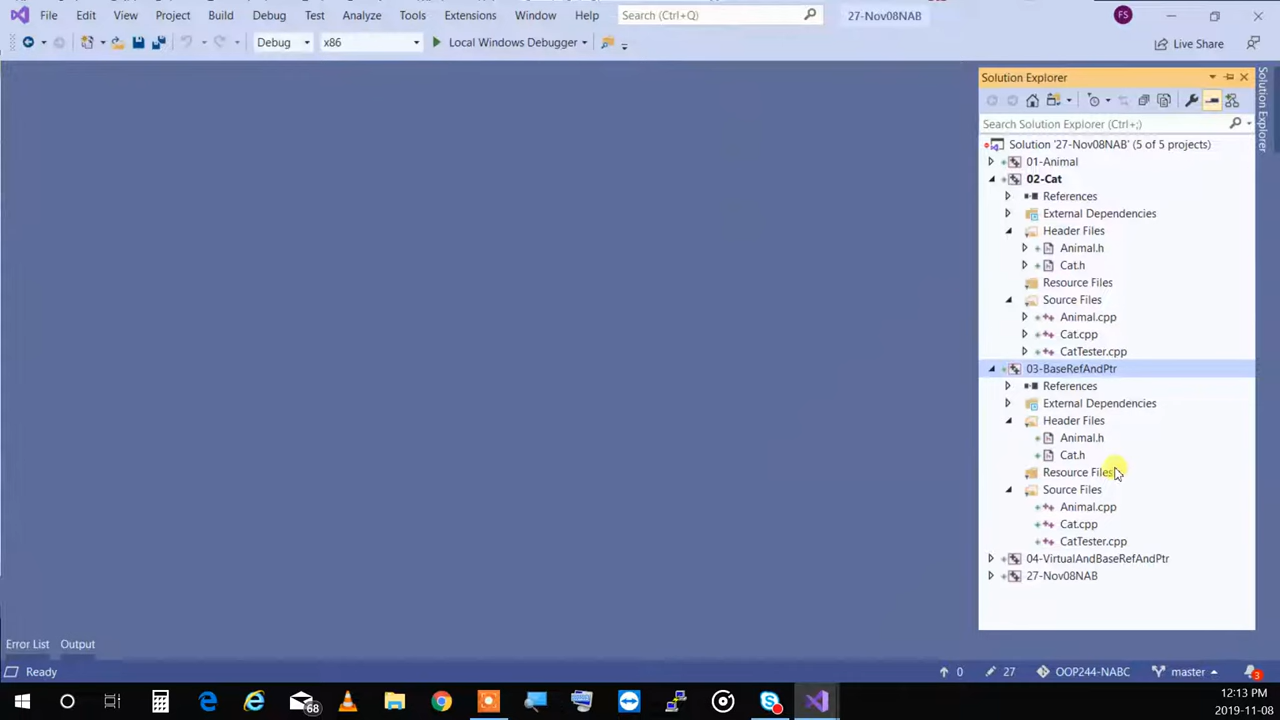 File Edit View Project Build Debug Test Analyze Tools Extensions Window Help Search (Ctrl+Q) 27-Nov08NAB FS
Debug x86 Local Windows Debugger Live Share
Solution Explorer
Solution Explorer
Search Solution Explorer (Ctrl+;)
Solution '27-Nov08NAB' (5 of 5 projects)
01-Animal
02-Cat
References
External Dependencies
Header Files
Animal.h
Cat.h
Resource Files
Source Files
Animal.cpp
Cat.cpp
CatTester.cpp
03-BaseRefAndPtr
References
External Dependencies
Header Files
Animal.h
Cat.h
Resource Files
Source Files
Animal.cpp
Cat.cpp
CatTester.cpp
04-VirtualAndBaseRefAndPtr
27-Nov08NAB
Error List Output
Ready 0 27 OOP244-NABC master 3
68
12:13 PM
2019-11-08